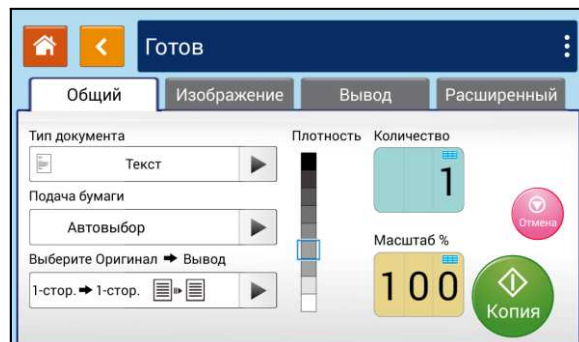 Готов
Общий
Изображение
Вывод
Расширенный
Тип документа
Текст
Подача бумаги
Автовыбор
Выберите Оригинал ➡ Вывод
1-стор. ➡ 1-стор.
Плотность
Количество
1
Масштаб %
100
Отмена
Копия